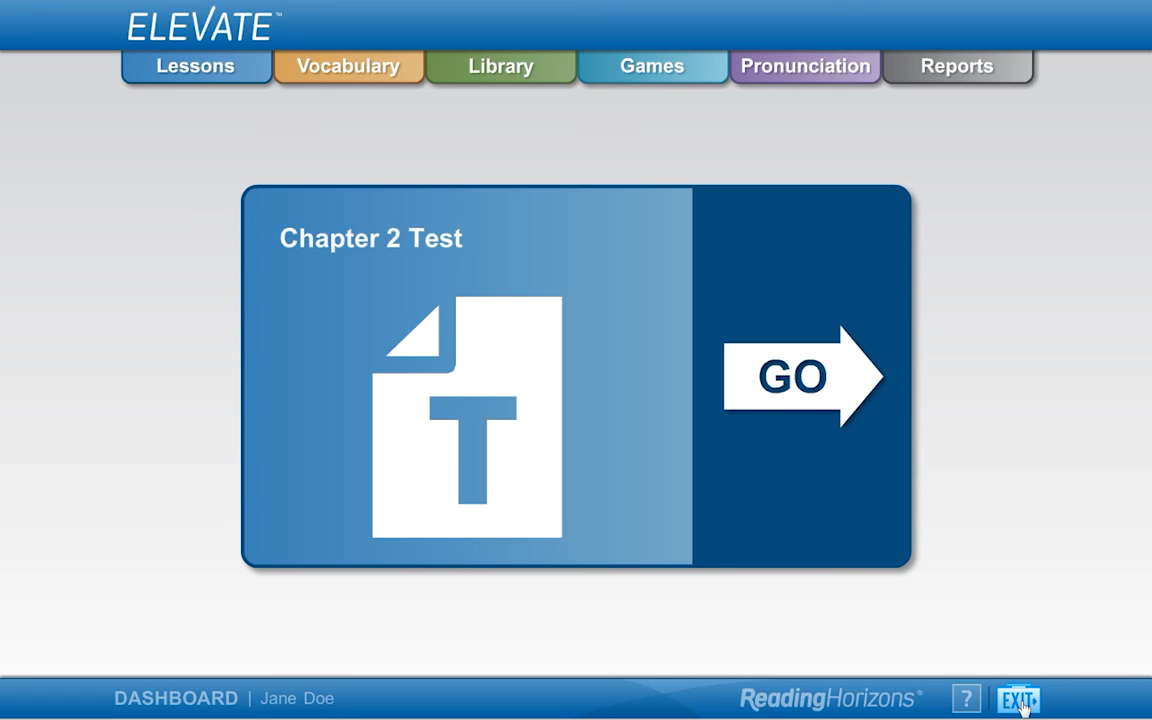 ELEVATE™
Lessons Vocabulary Library Games Pronunciation Reports
Chapter 2 Test
T
GO
DASHBOARD | Jane Doe ReadingHorizons® ? EXIT